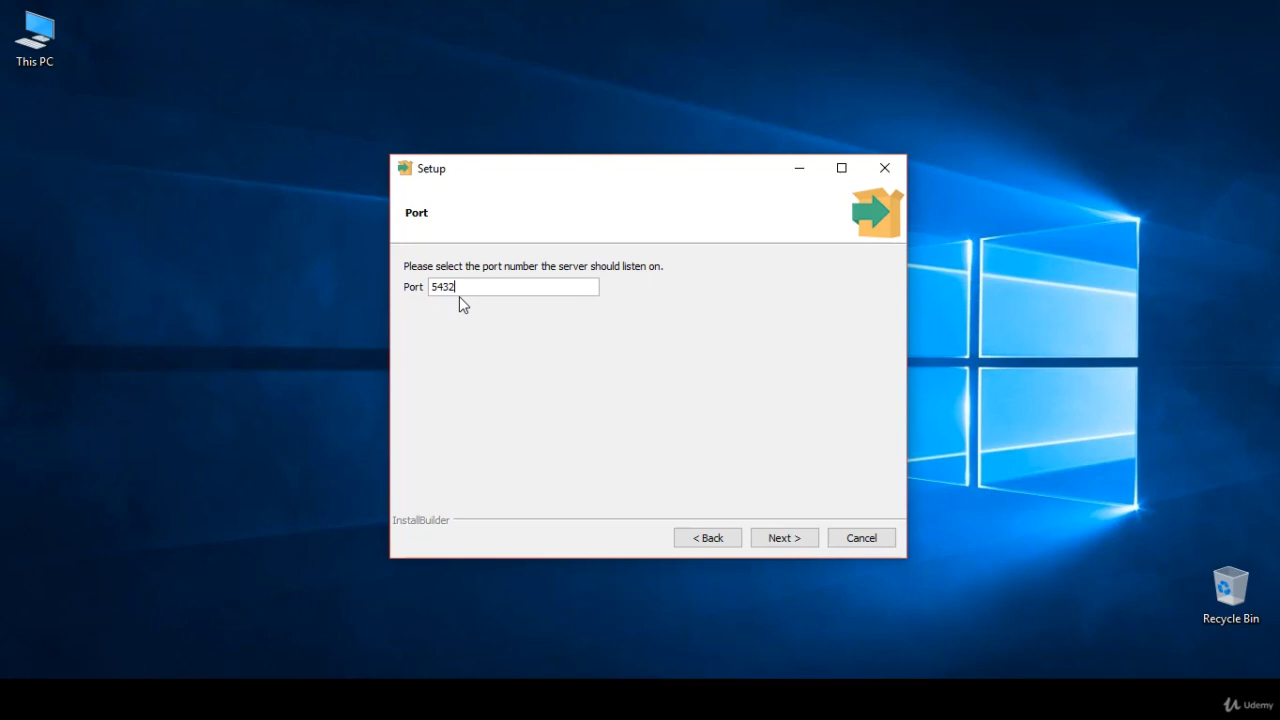 This PC
Setup
Port
Please select the port number the server should listen on.
Port 5432
InstallBuilder
< Back Next > Cancel
Recycle Bin
Udemy